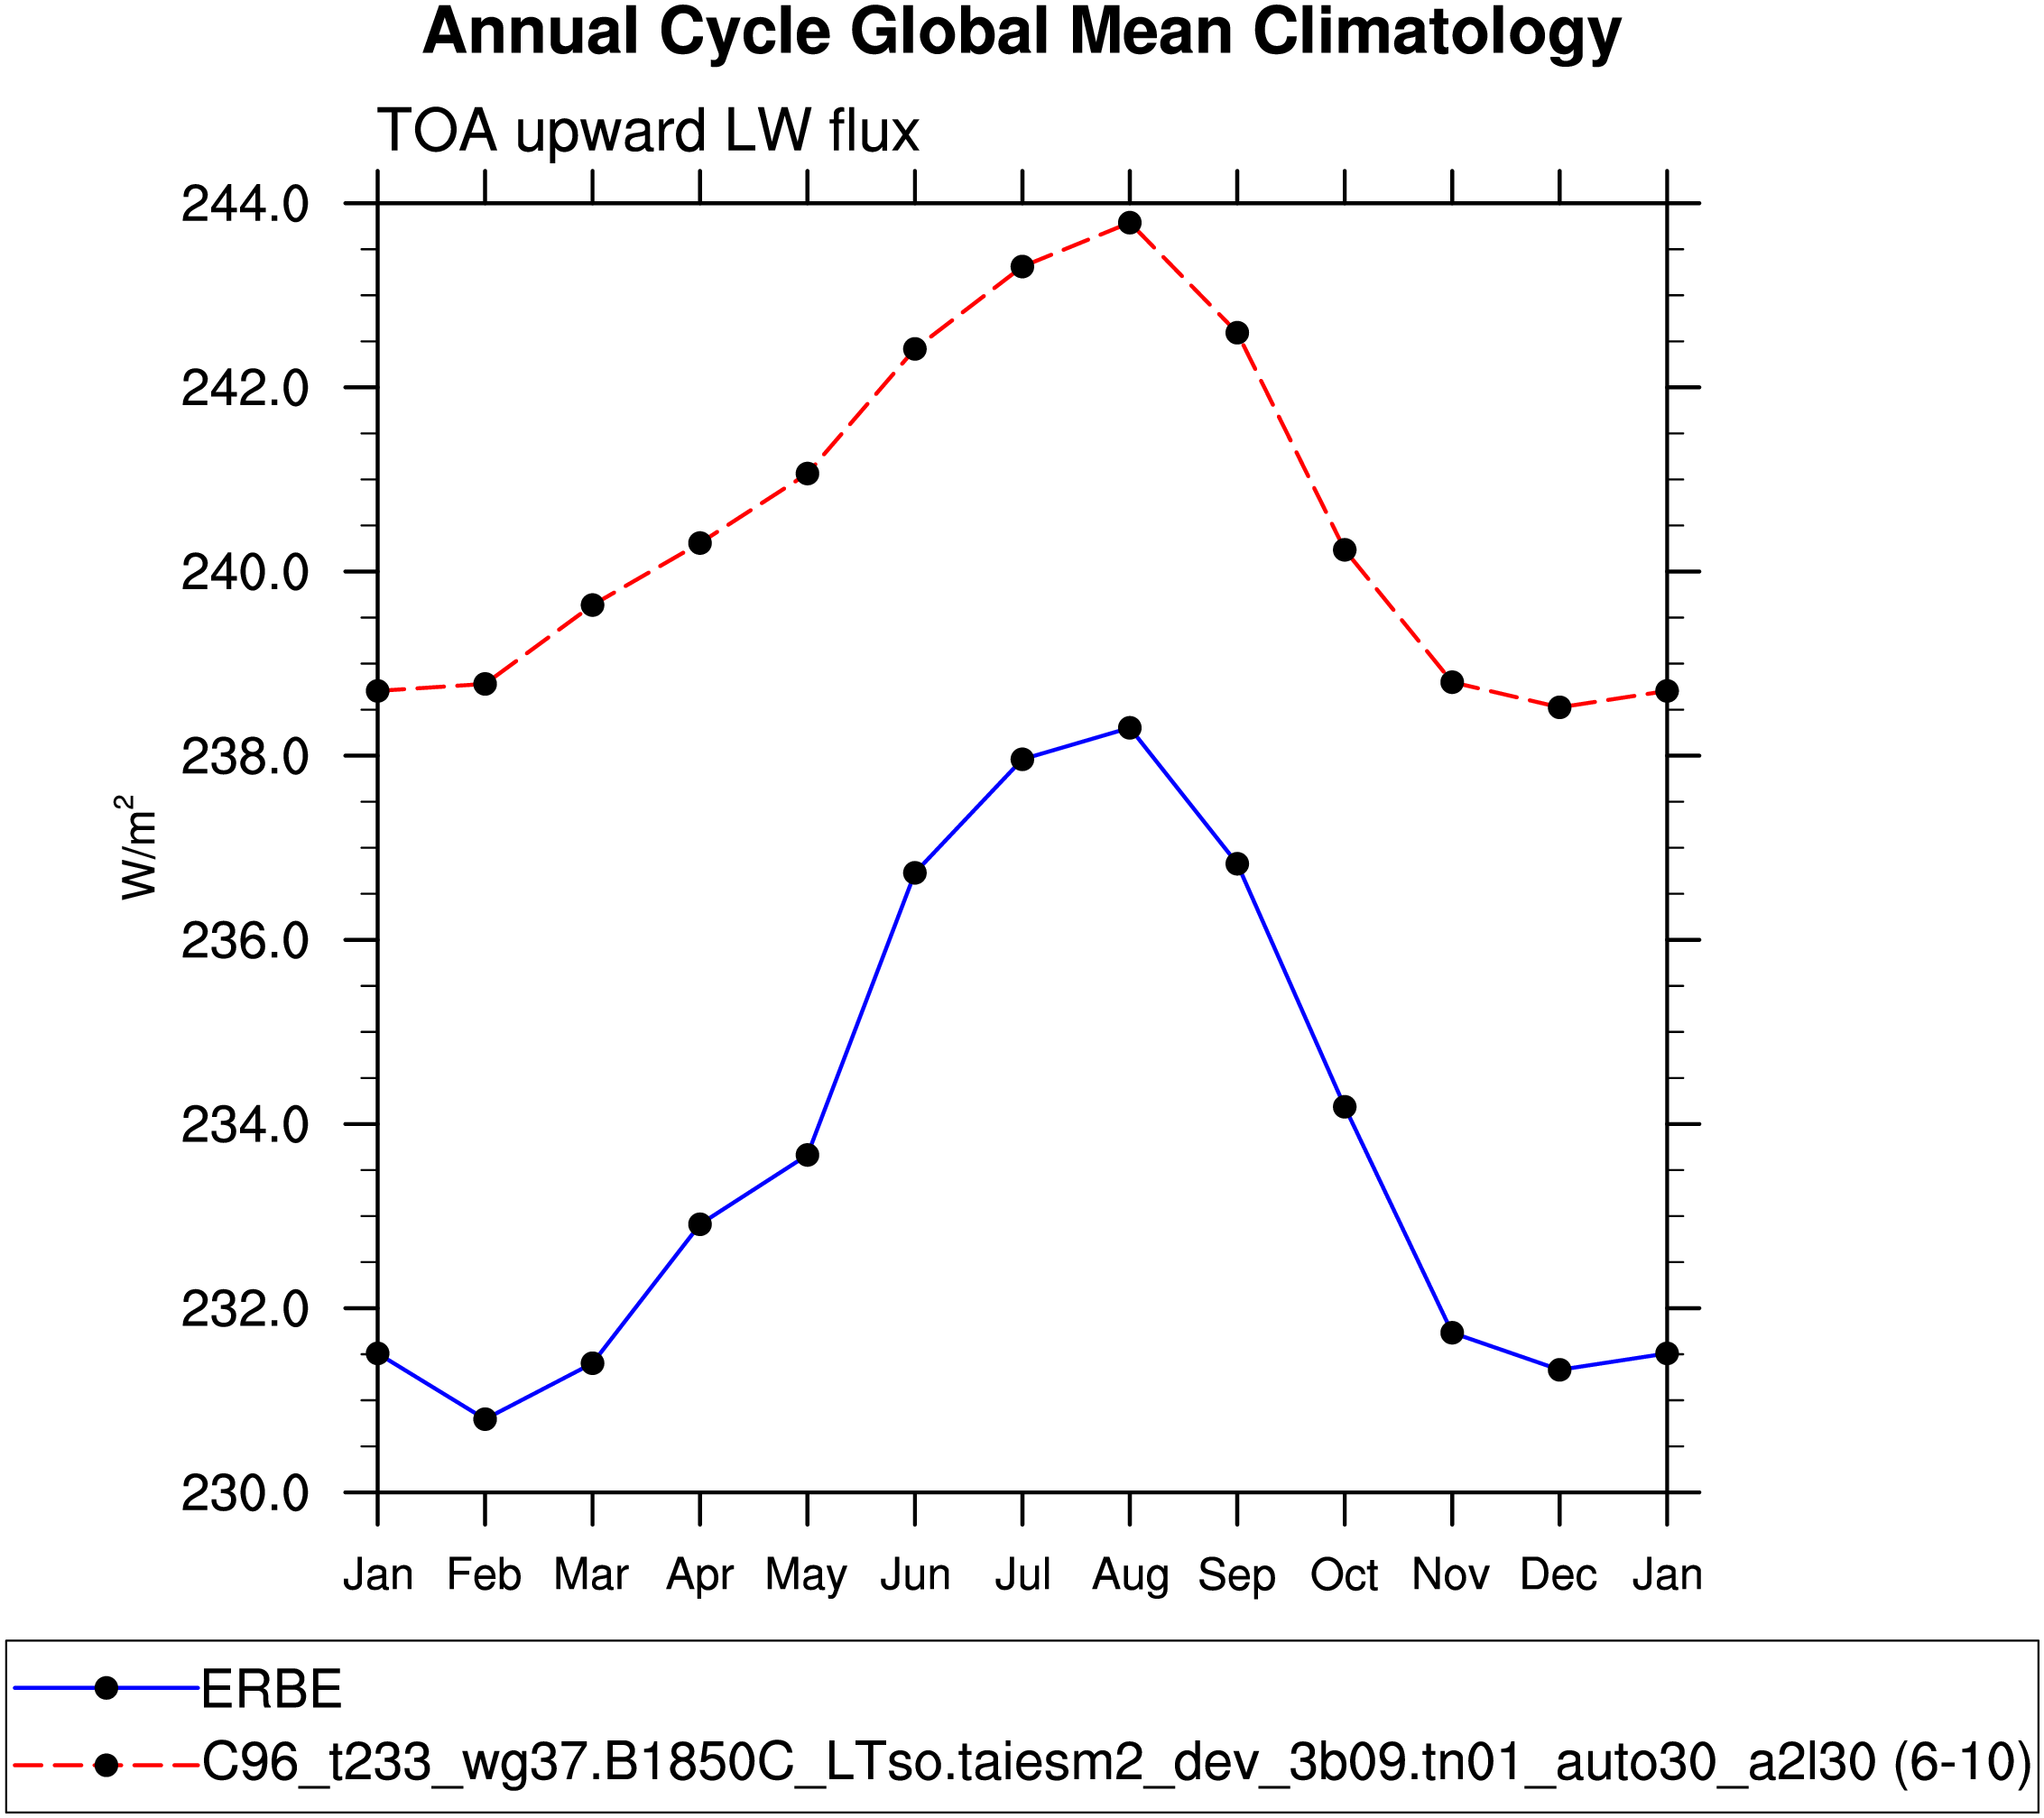 Annual Cycle Global Mean Climatology
TOA upward LW flux
244.0
242.0
240.0
238.0
236.0
234.0
232.0
230.0
W/m²
Jan Feb Mar Apr May Jun Jul Aug Sep Oct Nov Dec Jan
ERBE
C96_t233_wg37.B1850C_LTso.taiesm2_dev_3b09.tn01_auto30_a2l30 (6-10)